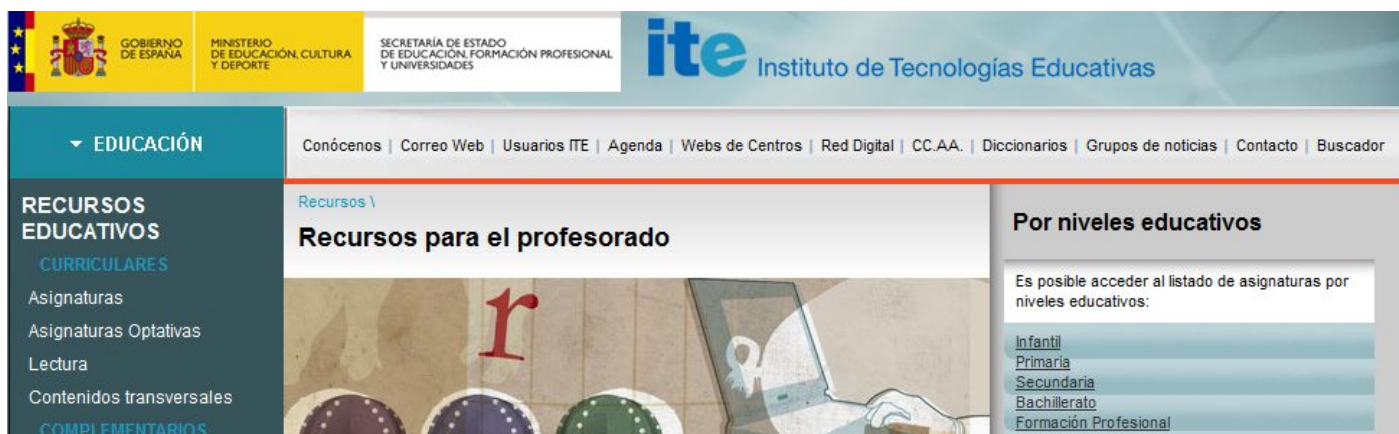 GOBIERNO
DE ESPAÑA
MINISTERIO
DE EDUCACIÓN, CULTURA
Y DEPORTE
SECRETARÍA DE ESTADO
DE EDUCACIÓN, FORMACIÓN PROFESIONAL
Y UNIVERSIDADES
ite Instituto de Tecnologías Educativas
EDUCACIÓN
Conócenos | Correo Web | Usuarios ITE | Agenda | Webs de Centros | Red Digital | CC.AA. | Diccionarios | Grupos de noticias | Contacto | Buscador
RECURSOS
EDUCATIVOS
CURRICULARES
Asignaturas
Asignaturas Optativas
Lectura
Contenidos transversales
COMPLEMENTARIOS
Recursos \
Recursos para el profesorado
r
Por niveles educativos
Es posible acceder al listado de asignaturas por
niveles educativos:
Infantil
Primaria
Secundaria
Bachillerato
Formación Profesional